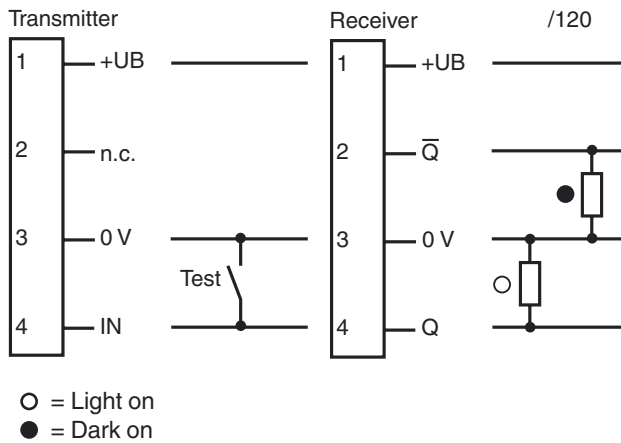 Transmitter
1 +UB
2 n.c.
3 0 V
Test
4 IN
Receiver /120
1 +UB
2 Q̅
3 0 V
4 Q
○ = Light on
● = Dark on